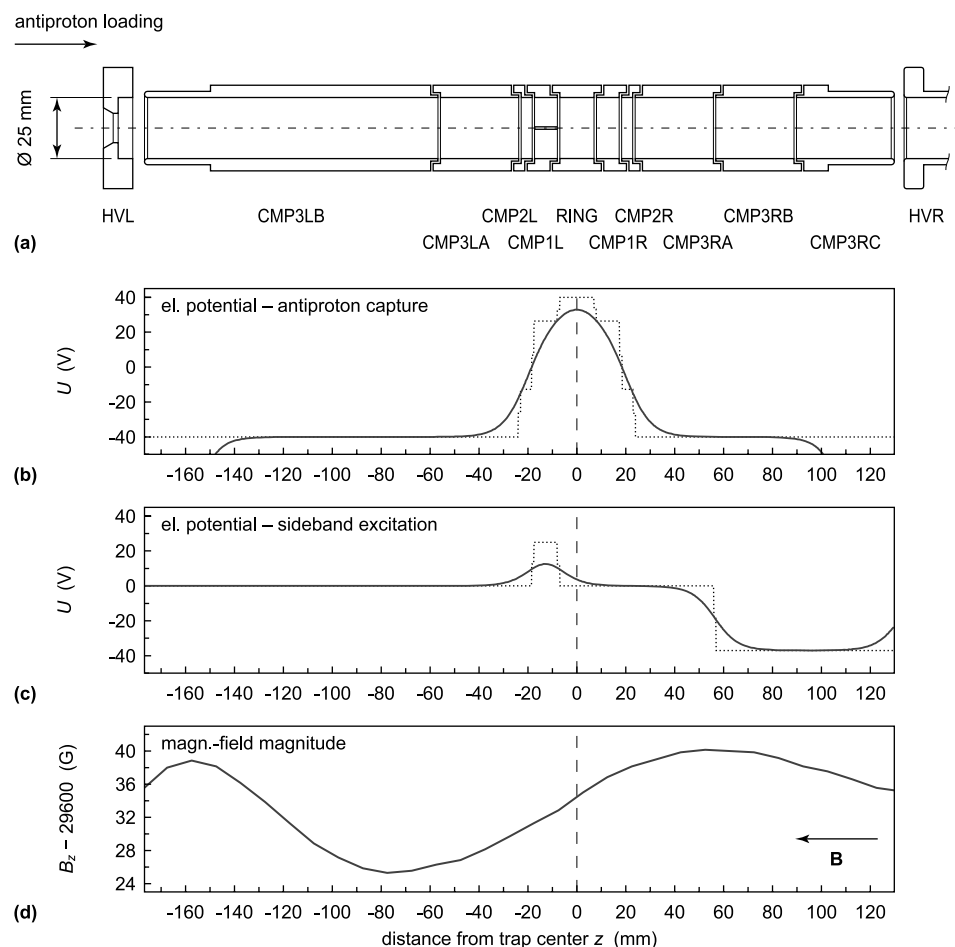 antiproton loading
Ø 25 mm
HVL CMP3LB CMP2L RING CMP2R CMP3RB HVR
(a) CMP3LA CMP1L CMP1R CMP3RA CMP3RC
el. potential – antiproton capture
40
20
0
-20
-40
U (V)
(b) -160 -140 -120 -100 -80 -60 -40 -20 0 20 40 60 80 100 120
el. potential – sideband excitation
40
20
0
-20
-40
U (V)
(c) -160 -140 -120 -100 -80 -60 -40 -20 0 20 40 60 80 100 120
magn.-field magnitude
40
36
32
28
24
Bz – 29600 (G)
B
(d) -160 -140 -120 -100 -80 -60 -40 -20 0 20 40 60 80 100 120
distance from trap center z (mm)